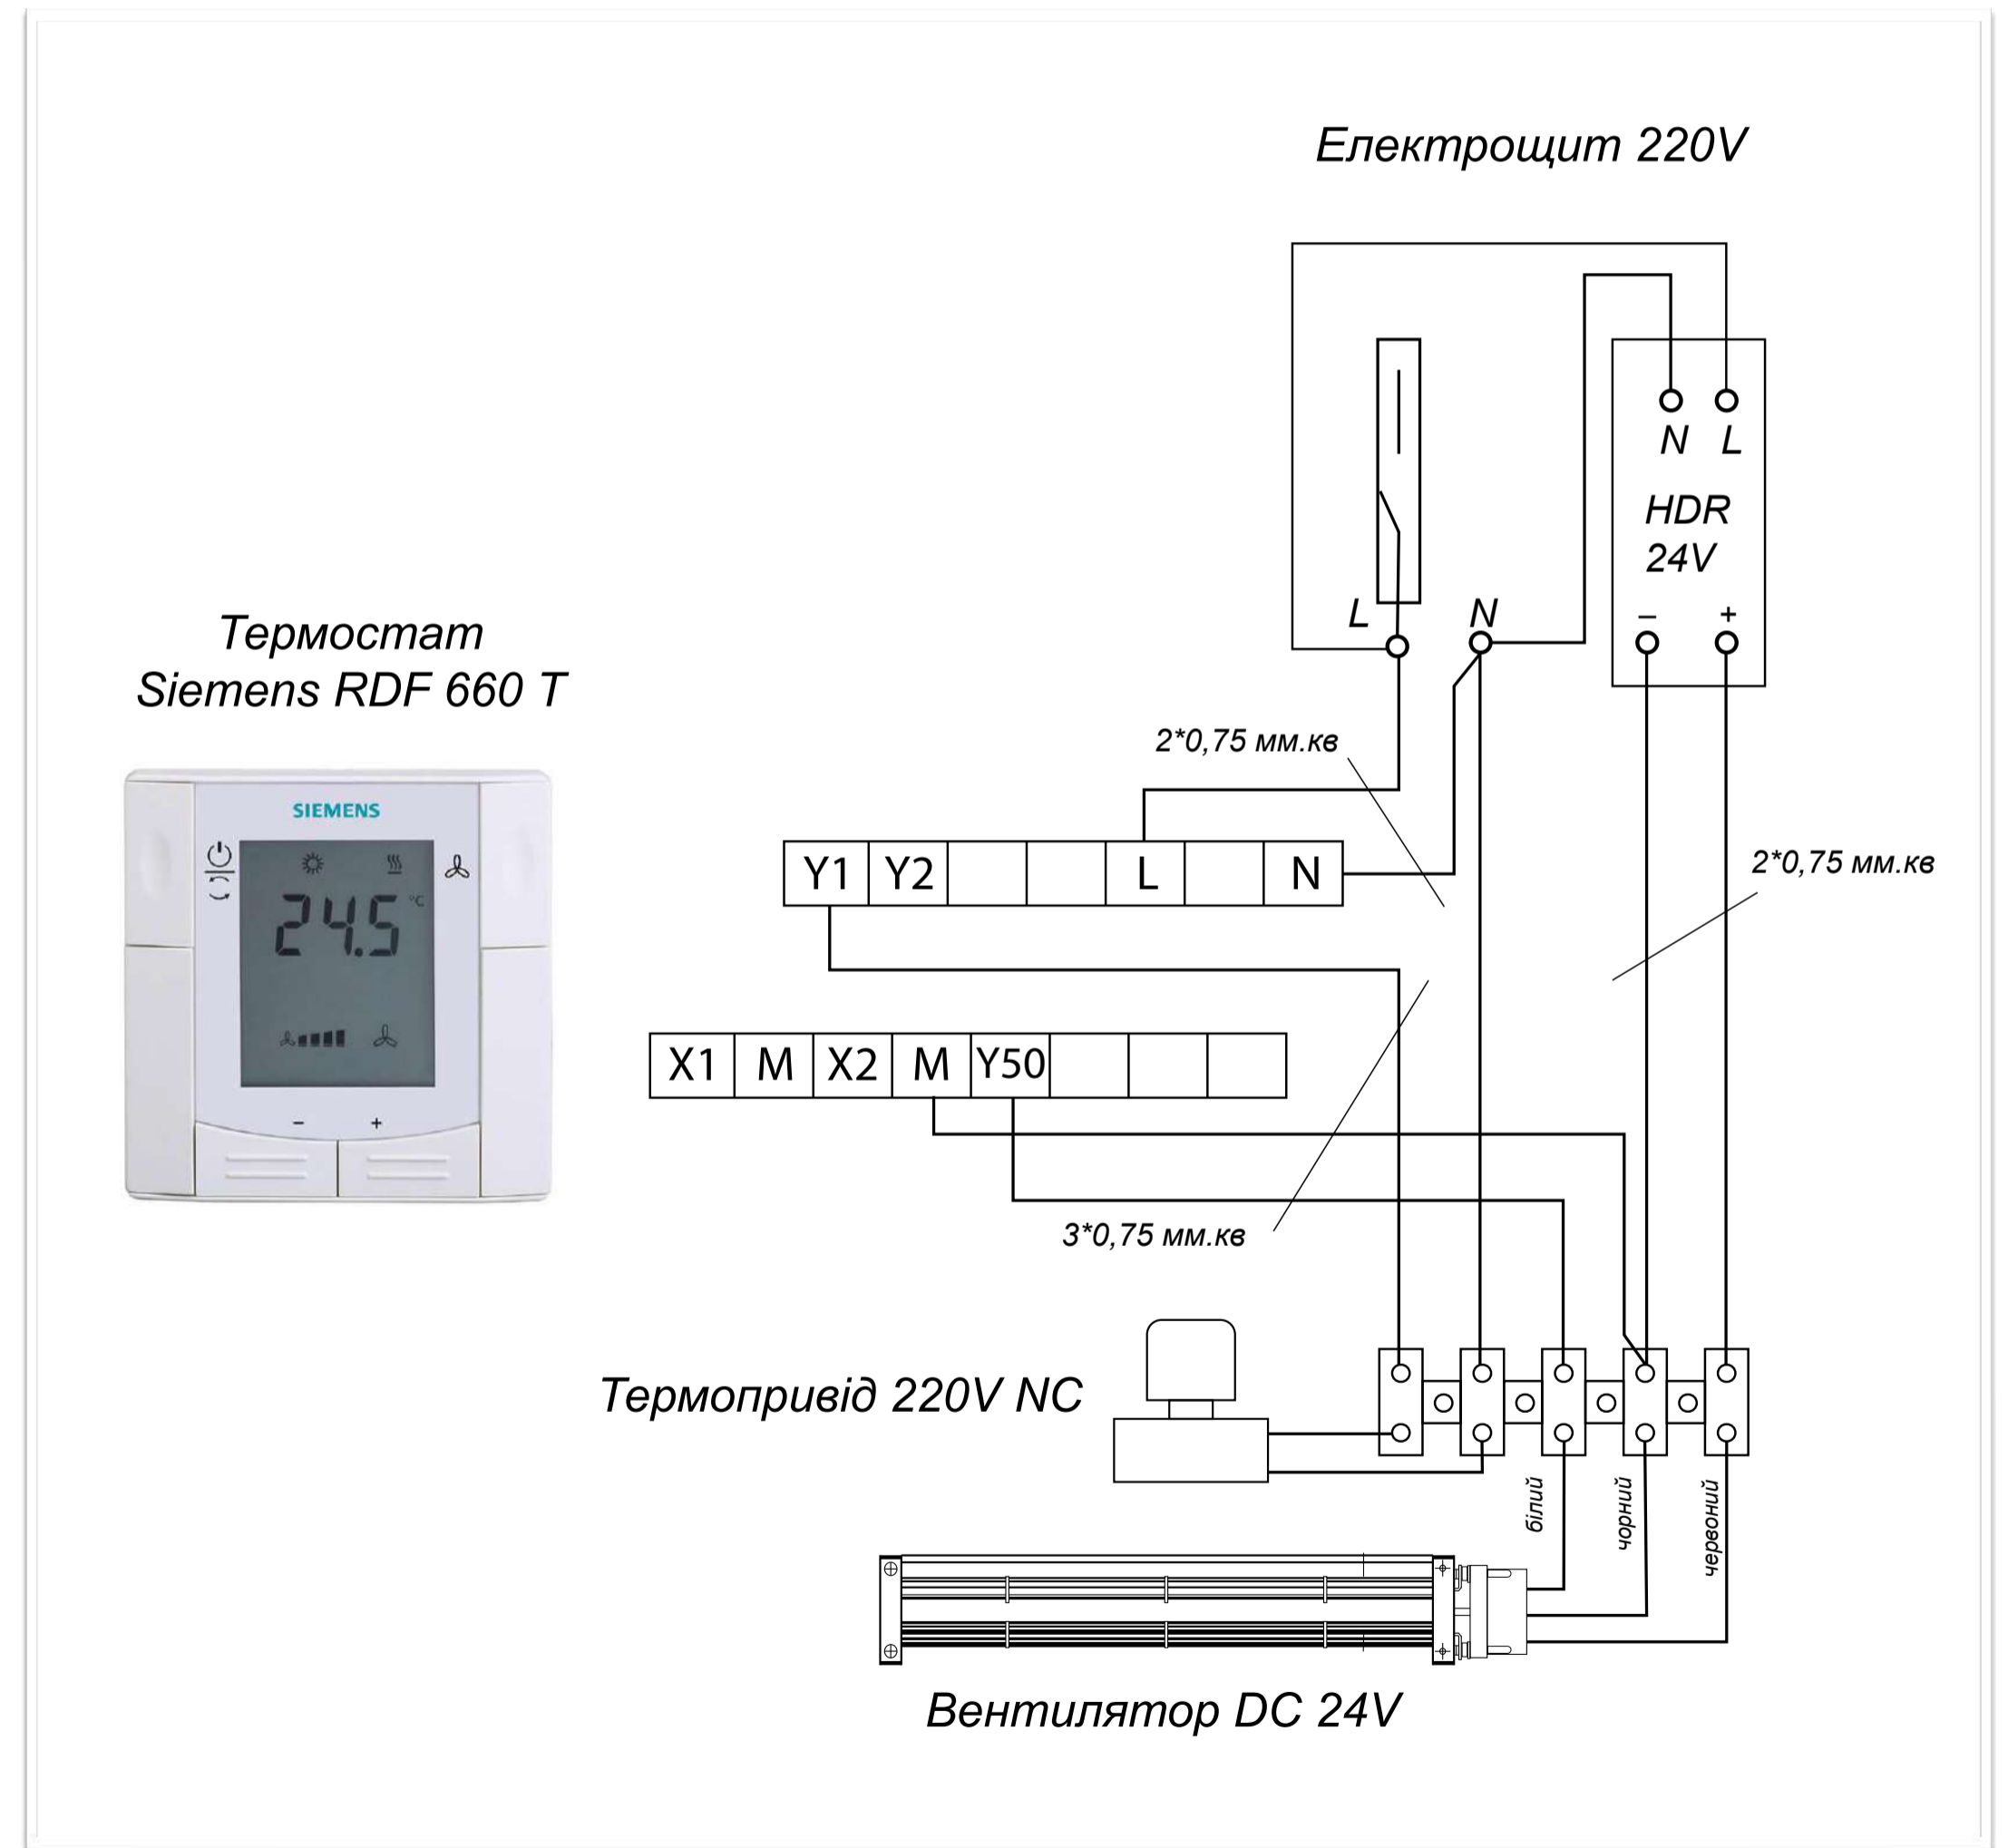 Електрощит 220V
N L
HDR
24V
L N – +
Термостат
Siemens RDF 660 T
2*0,75 мм.кв
SIEMENS
Y1 Y2 L N
2*0,75 мм.кв
24.5 °C
X1 M X2 M Y50
– +
3*0,75 мм.кв
Термопривід 220V NC
білий
чорний
червоний
Вентилятор DC 24V